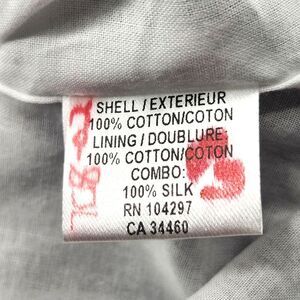 SHELL / EXTERIEUR
100% COTTON/COTON
LINING / DOUBLURE:
100% COTTON/COTON
COMBO:
100% SILK
RN 104297
CA 34460